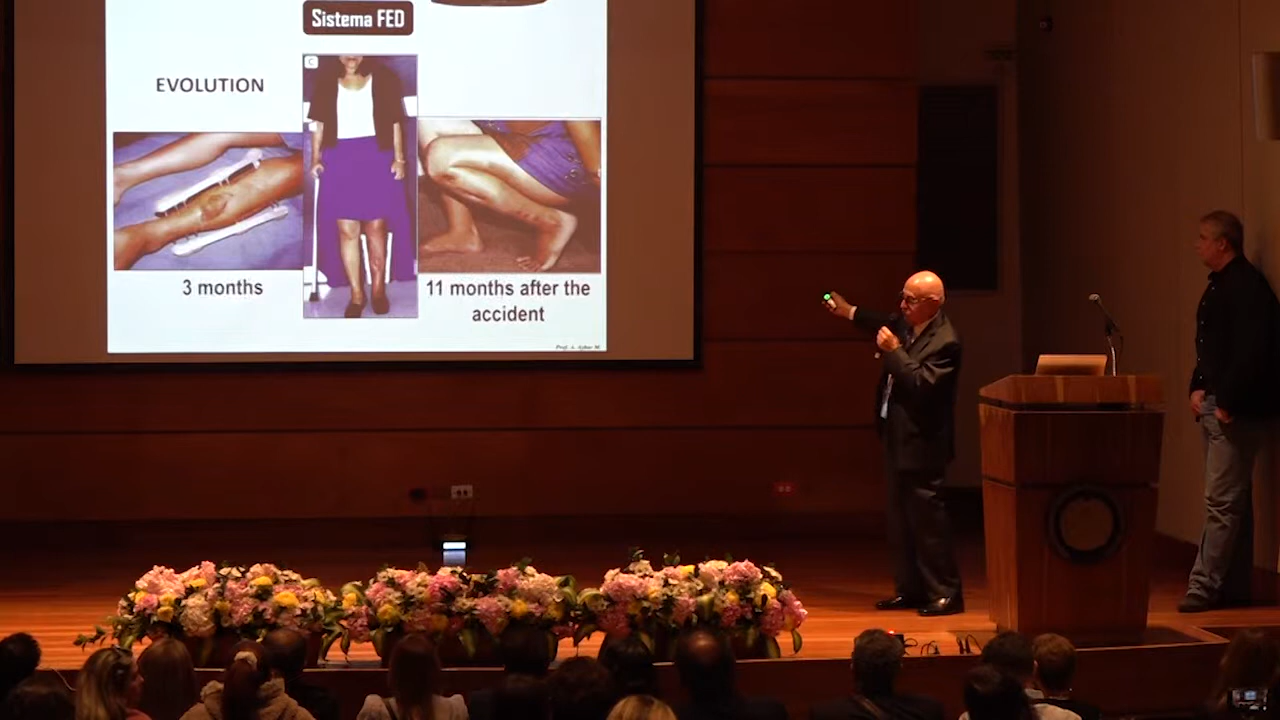 Sistema FED
C
EVOLUTION
3 months
11 months after the
accident